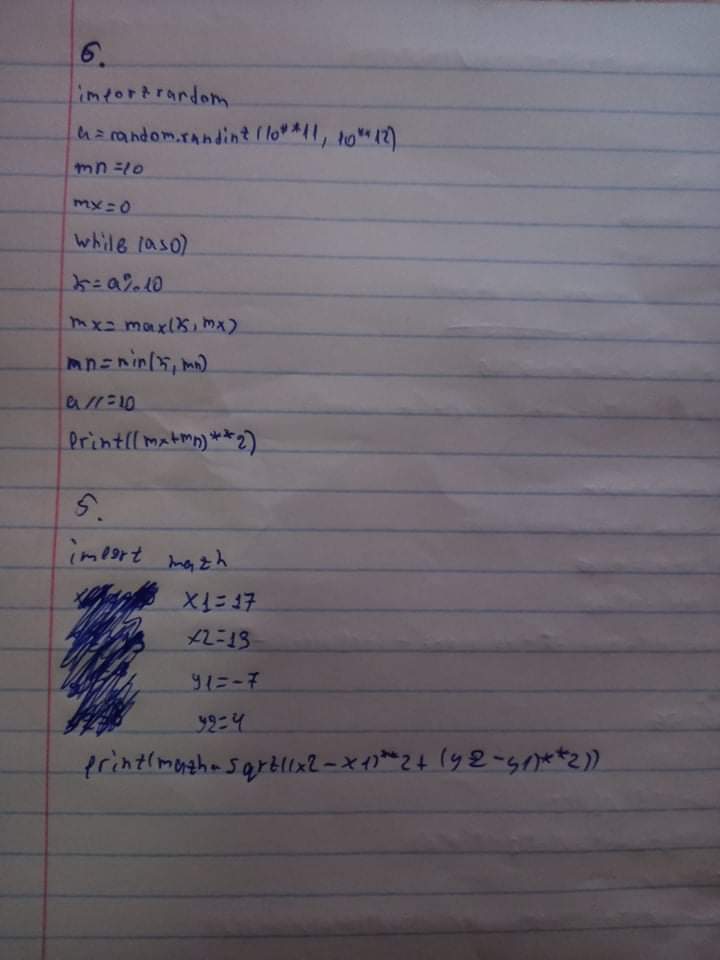 6.
import random
a=random.randint(10**11, 10**12)
mn=10
mx=0
while (a>0)
x=a%10
mx=max(x, mx)
mn=min(x, mn)
a//=10
print((mx+mn)**2)
5.
import math
x1=17
x2=13
y1=-7
y2=4
print(math.sqrt((x2-x1)**2+(y2-y1)**2))